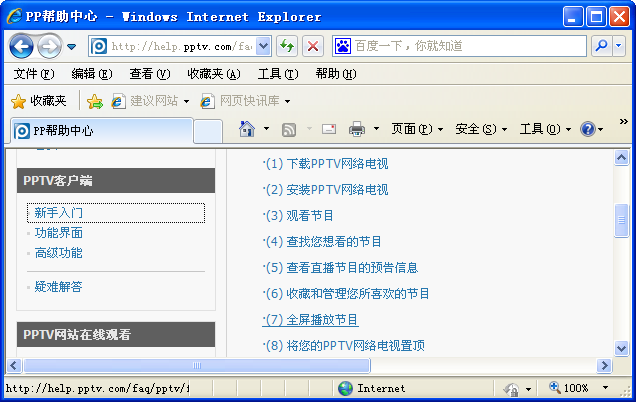 PP帮助中心 - Windows Internet Explorer
http://help.pptv.com/fa
百度一下，你就知道
文件(F) 编辑(E) 查看(V) 收藏夹(A) 工具(T) 帮助(H)
收藏夹 建议网站 网页快讯库
PP帮助中心 页面(P) 安全(S) 工具(O) »
PPTV客户端
新手入门
功能界面
高级功能
疑难解答
PPTV网站在线观看
(1) 下载PPTV网络电视
(2) 安装PPTV网络电视
(3) 观看节目
(4) 查找您想看的节目
(5) 查看直播节目的预告信息
(6) 收藏和管理您所喜欢的节目
(7) 全屏播放节目
(8) 将您的PPTV网络电视置顶
http://help.pptv.com/faq/pptv/f Internet 100%